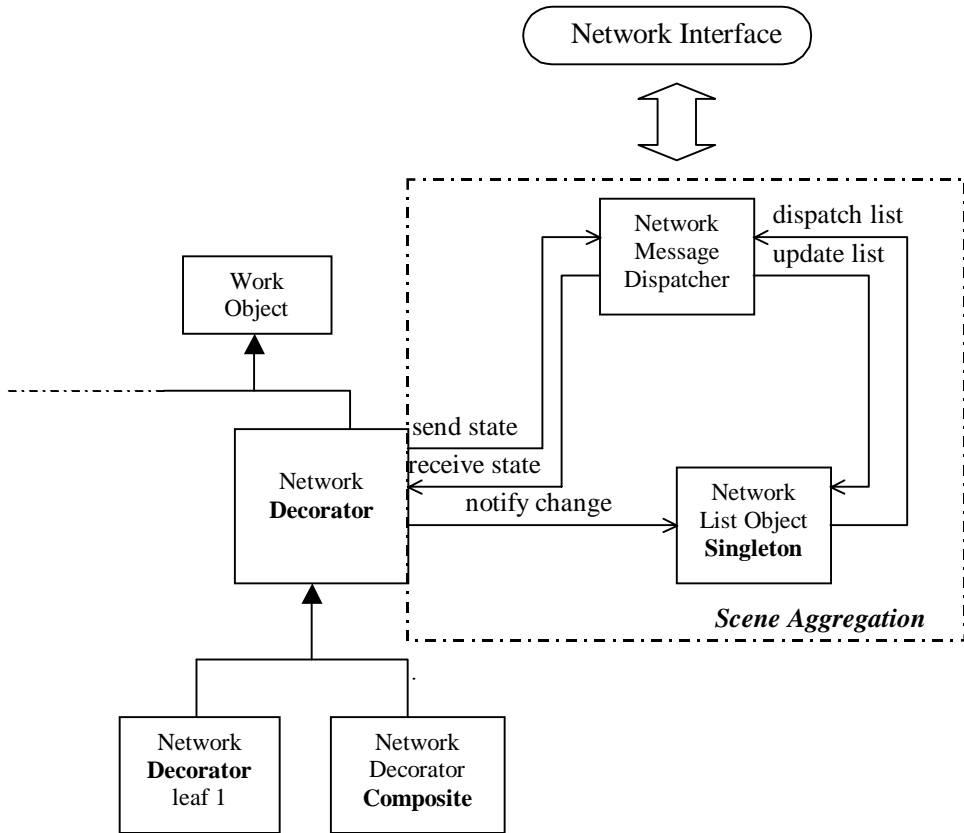 Network Interface
Network
Message
Dispatcher
dispatch list
update list
Work
Object
send state
receive state
notify change
Network
Decorator
Network
List Object
Singleton
Scene Aggregation
Network
Decorator
leaf 1
Network
Decorator
Composite